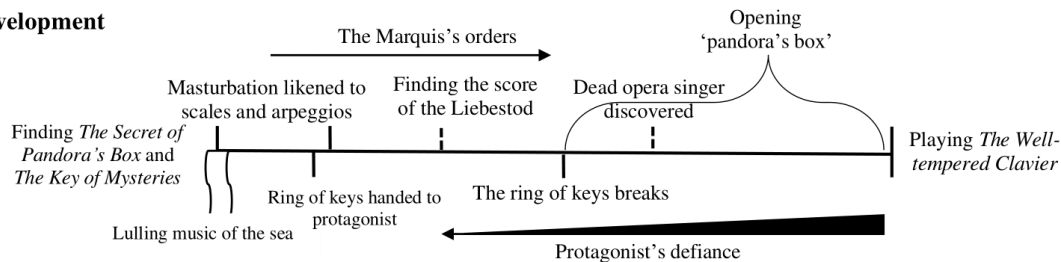 velopment
Opening
‘pandora’s box’
The Marquis’s orders
Masturbation likened to
scales and arpeggios
Finding the score
of the Liebestod
Dead opera singer
discovered
Finding The Secret of
Pandora’s Box and
The Key of Mysteries
Playing The Well-
tempered Clavier
Ring of keys handed to
protagonist
The ring of keys breaks
Lulling music of the sea
Protagonist’s defiance